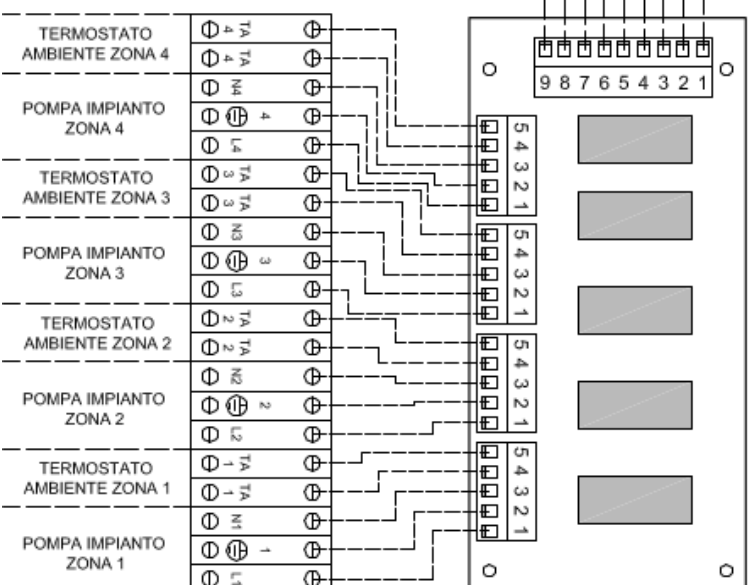 TERMOSTATO
AMBIENTE ZONA 4
4 TA
4 TA
POMPA IMPIANTO
ZONA 4
N4
4
L4
TERMOSTATO
AMBIENTE ZONA 3
3 TA
3 TA
POMPA IMPIANTO
ZONA 3
N3
3
L3
TERMOSTATO
AMBIENTE ZONA 2
2 TA
2 TA
POMPA IMPIANTO
ZONA 2
N2
2
L2
TERMOSTATO
AMBIENTE ZONA 1
1 TA
1 TA
POMPA IMPIANTO
ZONA 1
N1
1
L1
9 8 7 6 5 4 3 2 1
5
4
3
2
1
5
4
3
2
1
5
4
3
2
1
5
4
3
2
1